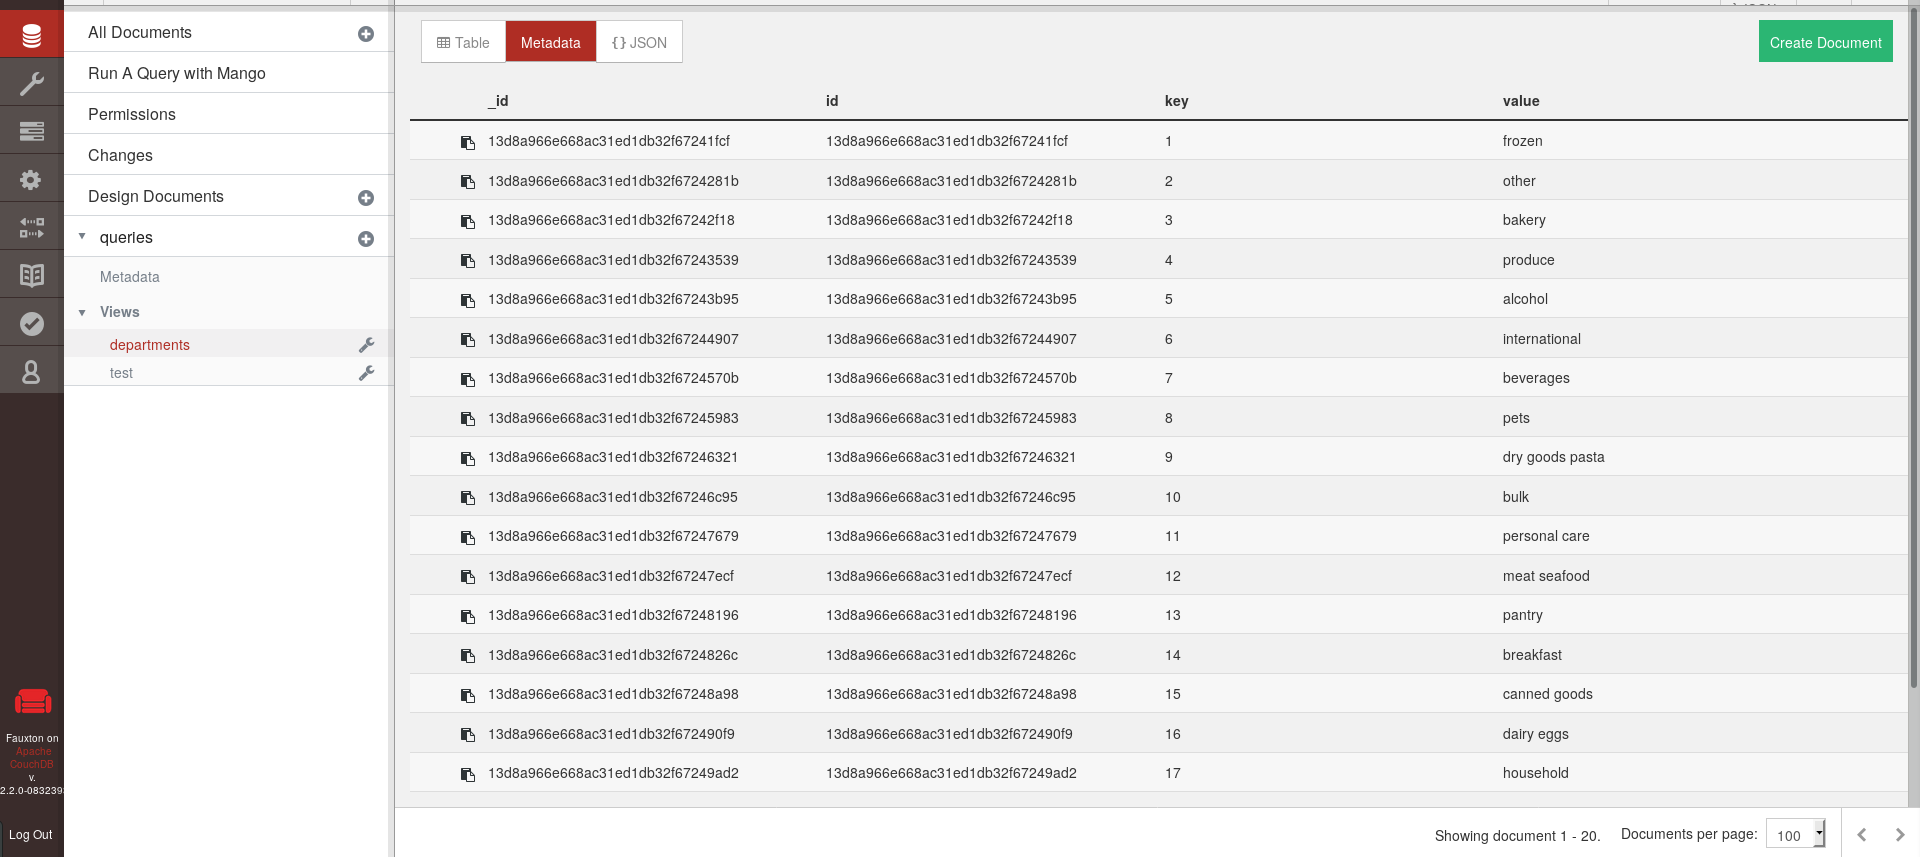 All Documents
Run A Query with Mango
Permissions
Changes
Design Documents
queries
Metadata
Views
departments
test
Fauxton on
Apache
CouchDB
v.
2.2.0-083239
Log Out
Table Metadata {} JSON Create Document
_id id key value
13d8a966e668ac31ed1db32f67241fcf 13d8a966e668ac31ed1db32f67241fcf 1 frozen
13d8a966e668ac31ed1db32f6724281b 13d8a966e668ac31ed1db32f6724281b 2 other
13d8a966e668ac31ed1db32f67242f18 13d8a966e668ac31ed1db32f67242f18 3 bakery
13d8a966e668ac31ed1db32f67243539 13d8a966e668ac31ed1db32f67243539 4 produce
13d8a966e668ac31ed1db32f67243b95 13d8a966e668ac31ed1db32f67243b95 5 alcohol
13d8a966e668ac31ed1db32f67244907 13d8a966e668ac31ed1db32f67244907 6 international
13d8a966e668ac31ed1db32f6724570b 13d8a966e668ac31ed1db32f6724570b 7 beverages
13d8a966e668ac31ed1db32f67245983 13d8a966e668ac31ed1db32f67245983 8 pets
13d8a966e668ac31ed1db32f67246321 13d8a966e668ac31ed1db32f67246321 9 dry goods pasta
13d8a966e668ac31ed1db32f67246c95 13d8a966e668ac31ed1db32f67246c95 10 bulk
13d8a966e668ac31ed1db32f67247679 13d8a966e668ac31ed1db32f67247679 11 personal care
13d8a966e668ac31ed1db32f67247ecf 13d8a966e668ac31ed1db32f67247ecf 12 meat seafood
13d8a966e668ac31ed1db32f67248196 13d8a966e668ac31ed1db32f67248196 13 pantry
13d8a966e668ac31ed1db32f6724826c 13d8a966e668ac31ed1db32f6724826c 14 breakfast
13d8a966e668ac31ed1db32f67248a98 13d8a966e668ac31ed1db32f67248a98 15 canned goods
13d8a966e668ac31ed1db32f672490f9 13d8a966e668ac31ed1db32f672490f9 16 dairy eggs
13d8a966e668ac31ed1db32f67249ad2 13d8a966e668ac31ed1db32f67249ad2 17 household
Showing document 1 - 20. Documents per page: 100